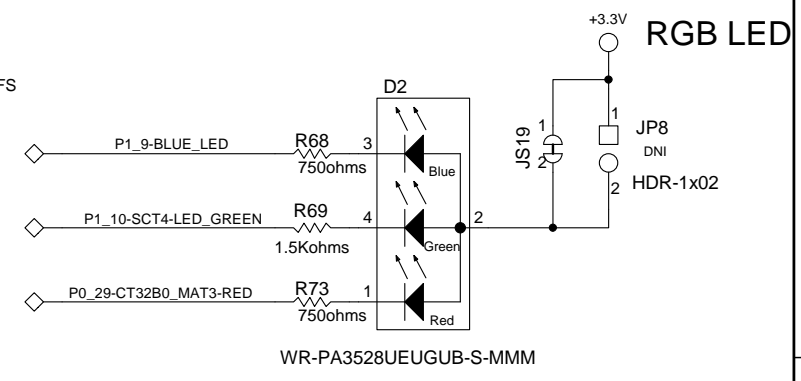 +3.3V
RGB LED
FS
D2
P1_9-BLUE_LED
R68
750ohms
3
Blue
JS19
1
2
1
JP8
DNI
HDR-1x02
2
P1_10-SCT4-LED_GREEN
R69
1.5Kohms
4
Green
2
P0_29-CT32B0_MAT3-RED
R73
750ohms
1
Red
WR-PA3528UEUGUB-S-MMM